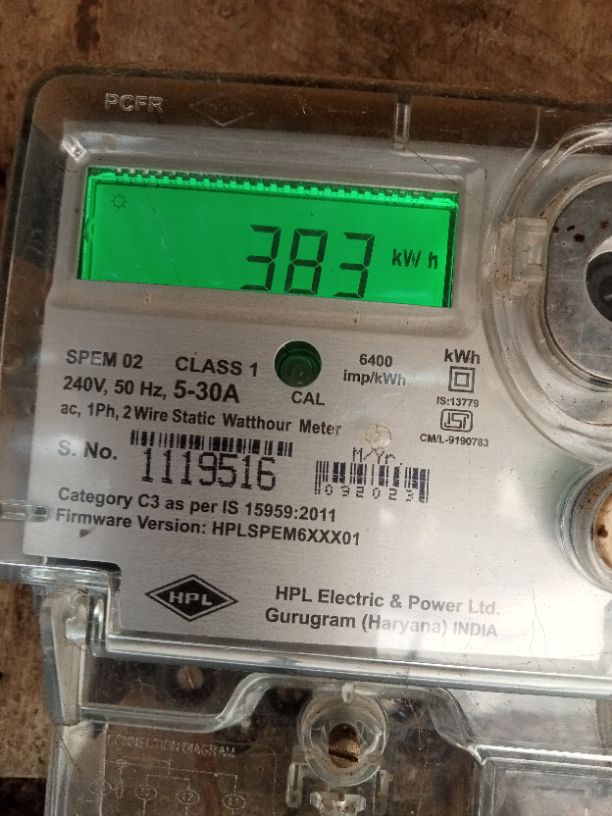 PCFR
383 kWh
SPEM 02 CLASS 1 6400 imp/kWh kWh
240V, 50 Hz, 5-30A CAL IS:13779
ac, 1Ph, 2 Wire Static Watthour Meter CM/L-9190783
S. No. 1119516 M/Yr.
092023
Category C3 as per IS 15959:2011
Firmware Version: HPLSPEM6XXX01
HPL HPL Electric & Power Ltd.
Gurugram (Haryana) INDIA
CONNECTION DIAGRAM